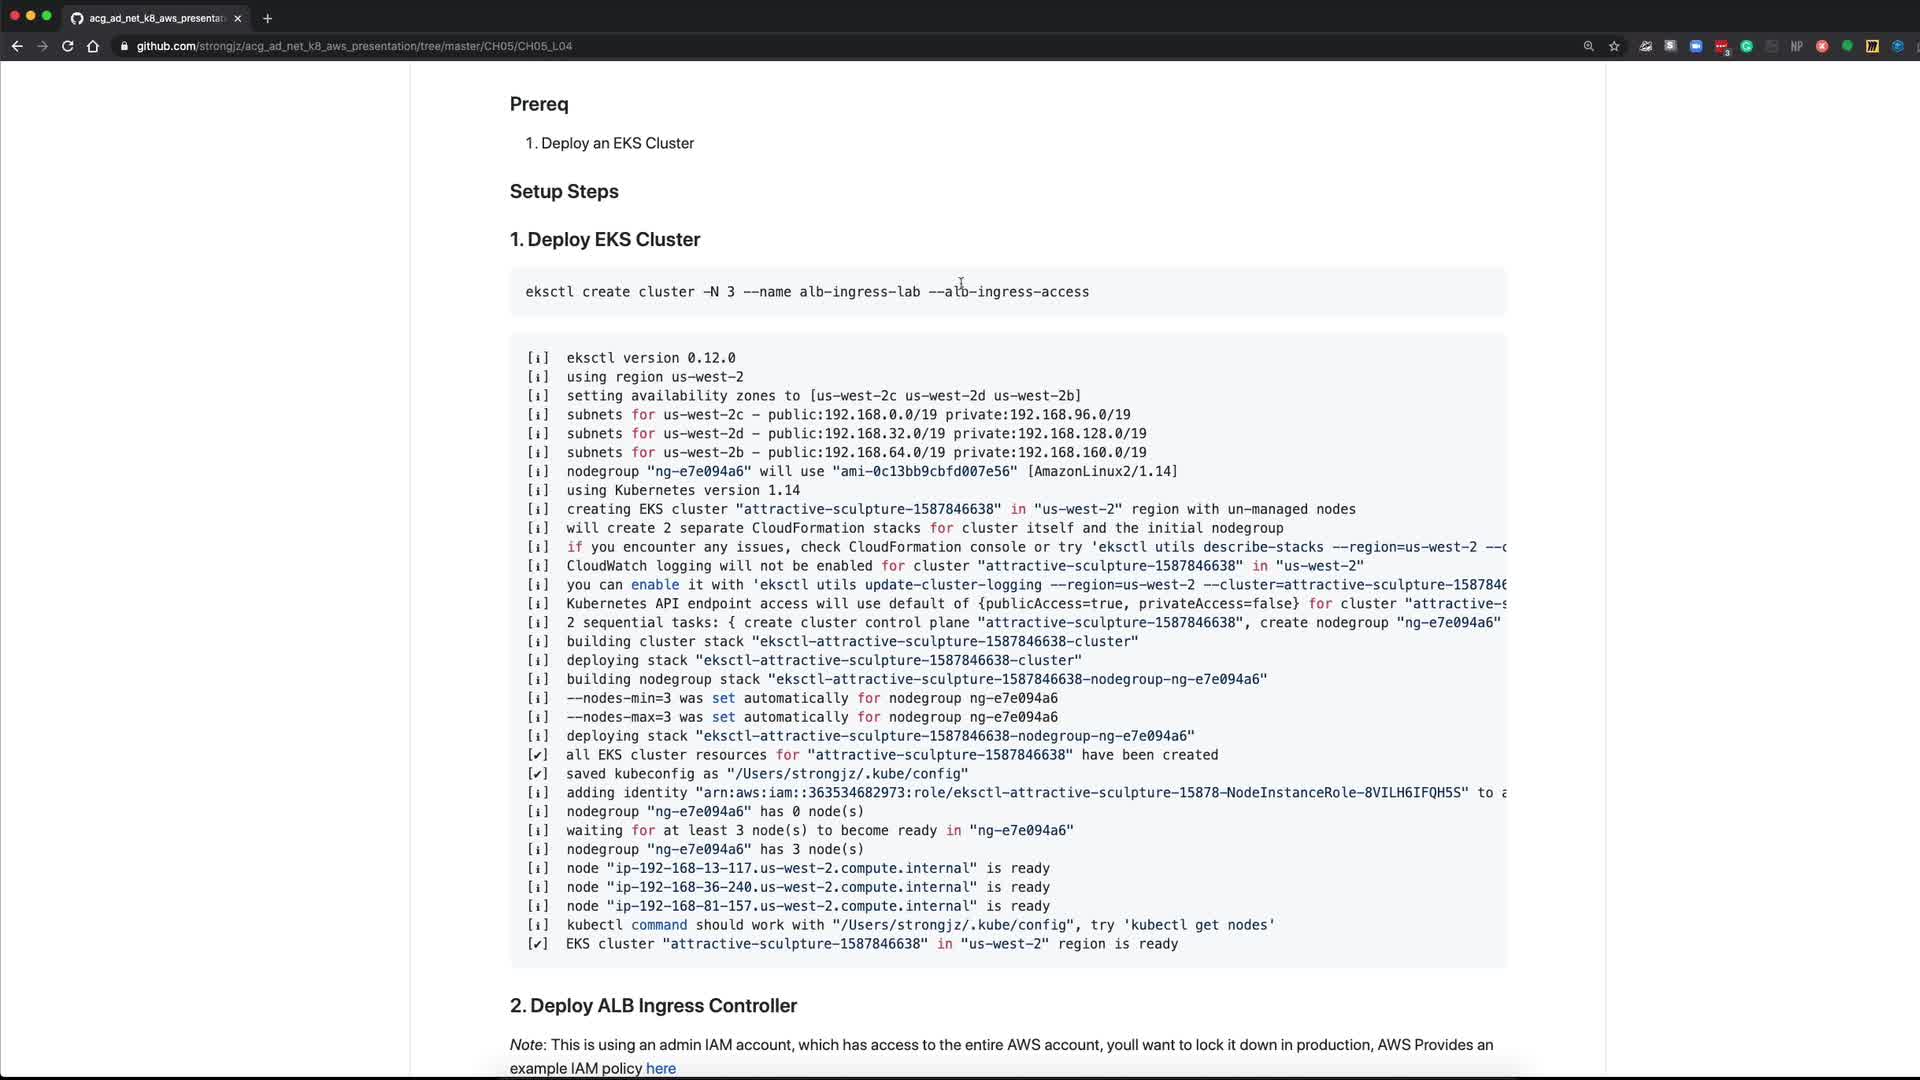 acg_ad_net_k8_aws_presentat
github.com/strongjz/acg_ad_net_k8_aws_presentation/tree/master/CH05/CH05_L04
Prereq
1. Deploy an EKS Cluster
Setup Steps
1. Deploy EKS Cluster
eksctl create cluster -N 3 --name alb-ingress-lab --alb-ingress-access
[ℹ]  eksctl version 0.12.0
[ℹ]  using region us-west-2
[ℹ]  setting availability zones to [us-west-2c us-west-2d us-west-2b]
[ℹ]  subnets for us-west-2c - public:192.168.0.0/19 private:192.168.96.0/19
[ℹ]  subnets for us-west-2d - public:192.168.32.0/19 private:192.168.128.0/19
[ℹ]  subnets for us-west-2b - public:192.168.64.0/19 private:192.168.160.0/19
[ℹ]  nodegroup "ng-e7e094a6" will use "ami-0c13bb9cbfd007e56" [AmazonLinux2/1.14]
[ℹ]  using Kubernetes version 1.14
[ℹ]  creating EKS cluster "attractive-sculpture-1587846638" in "us-west-2" region with un-managed nodes
[ℹ]  will create 2 separate CloudFormation stacks for cluster itself and the initial nodegroup
[ℹ]  if you encounter any issues, check CloudFormation console or try 'eksctl utils describe-stacks --region=us-west-2 --c
[ℹ]  CloudWatch logging will not be enabled for cluster "attractive-sculpture-1587846638" in "us-west-2"
[ℹ]  you can enable it with 'eksctl utils update-cluster-logging --region=us-west-2 --cluster=attractive-sculpture-1587846
[ℹ]  Kubernetes API endpoint access will use default of {publicAccess=true, privateAccess=false} for cluster "attractive-s
[ℹ]  2 sequential tasks: { create cluster control plane "attractive-sculpture-1587846638", create nodegroup "ng-e7e094a6"
[ℹ]  building cluster stack "eksctl-attractive-sculpture-1587846638-cluster"
[ℹ]  deploying stack "eksctl-attractive-sculpture-1587846638-cluster"
[ℹ]  building nodegroup stack "eksctl-attractive-sculpture-1587846638-nodegroup-ng-e7e094a6"
[ℹ]  --nodes-min=3 was set automatically for nodegroup ng-e7e094a6
[ℹ]  --nodes-max=3 was set automatically for nodegroup ng-e7e094a6
[ℹ]  deploying stack "eksctl-attractive-sculpture-1587846638-nodegroup-ng-e7e094a6"
[✔]  all EKS cluster resources for "attractive-sculpture-1587846638" have been created
[✔]  saved kubeconfig as "/Users/strongjz/.kube/config"
[ℹ]  adding identity "arn:aws:iam::363534682973:role/eksctl-attractive-sculpture-15878-NodeInstanceRole-8VILH6IFQH5S" to a
[ℹ]  nodegroup "ng-e7e094a6" has 0 node(s)
[ℹ]  waiting for at least 3 node(s) to become ready in "ng-e7e094a6"
[ℹ]  nodegroup "ng-e7e094a6" has 3 node(s)
[ℹ]  node "ip-192-168-13-117.us-west-2.compute.internal" is ready
[ℹ]  node "ip-192-168-36-240.us-west-2.compute.internal" is ready
[ℹ]  node "ip-192-168-81-157.us-west-2.compute.internal" is ready
[ℹ]  kubectl command should work with "/Users/strongjz/.kube/config", try 'kubectl get nodes'
[✔]  EKS cluster "attractive-sculpture-1587846638" in "us-west-2" region is ready
2. Deploy ALB Ingress Controller
Note: This is using an admin IAM account, which has access to the entire AWS account, youll want to lock it down in production, AWS Provides an
example IAM policy here